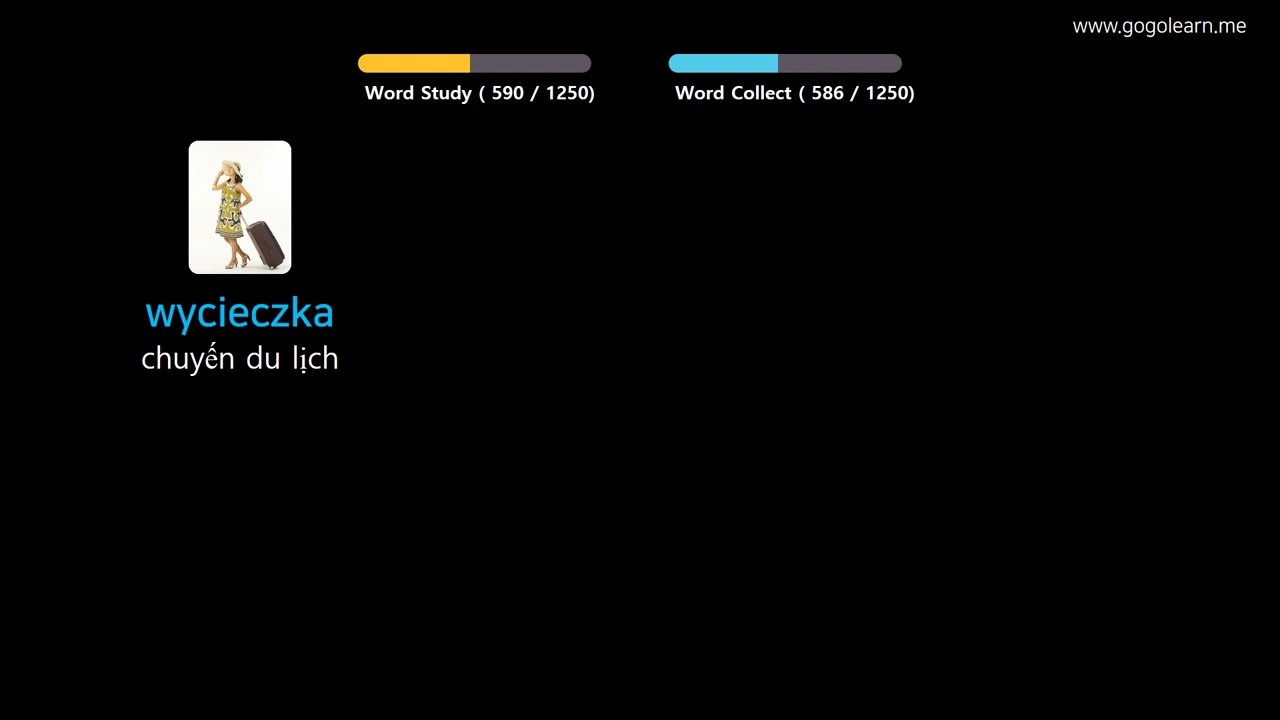 www.gogolearn.me
Word Study ( 590 / 1250)
Word Collect ( 586 / 1250)
wycieczka
chuyến du lịch